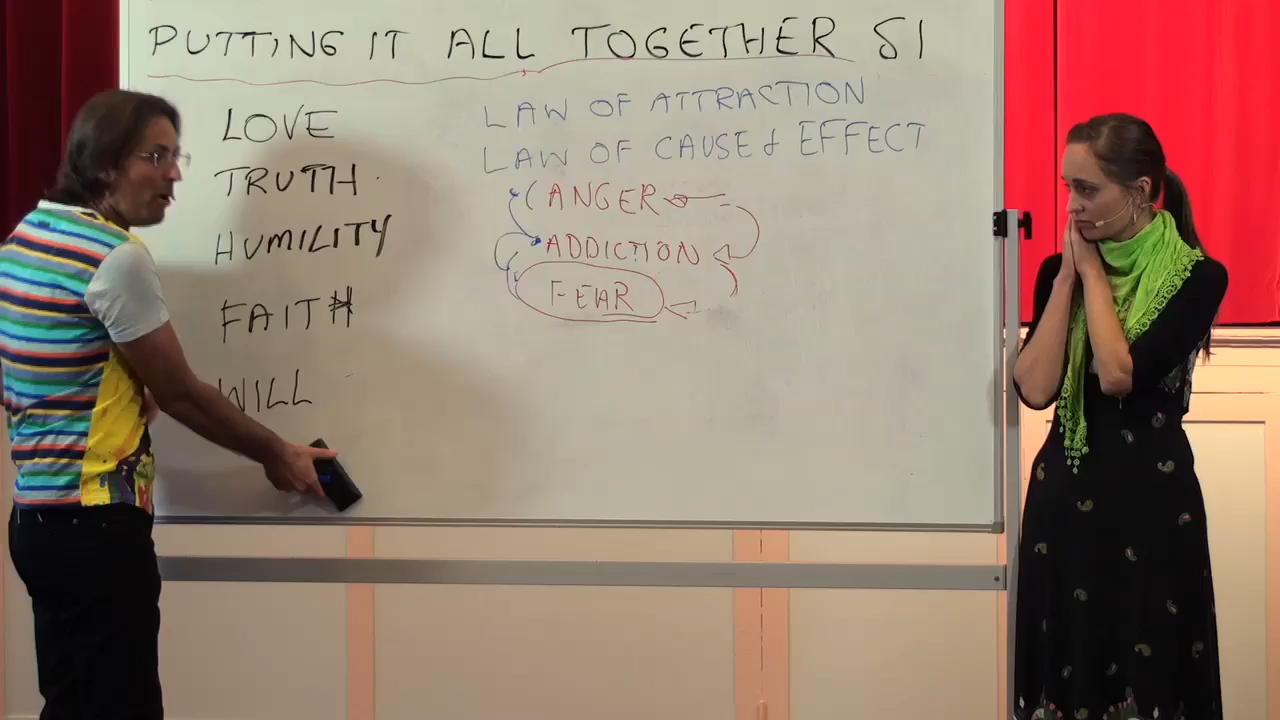 PUTTING IT ALL TOGETHER S1
LOVE
TRUTH
HUMILITY
FAITH
WILL
LAW OF ATTRACTION
LAW OF CAUSE & EFFECT
(ANGER
ADDICTION
FEAR